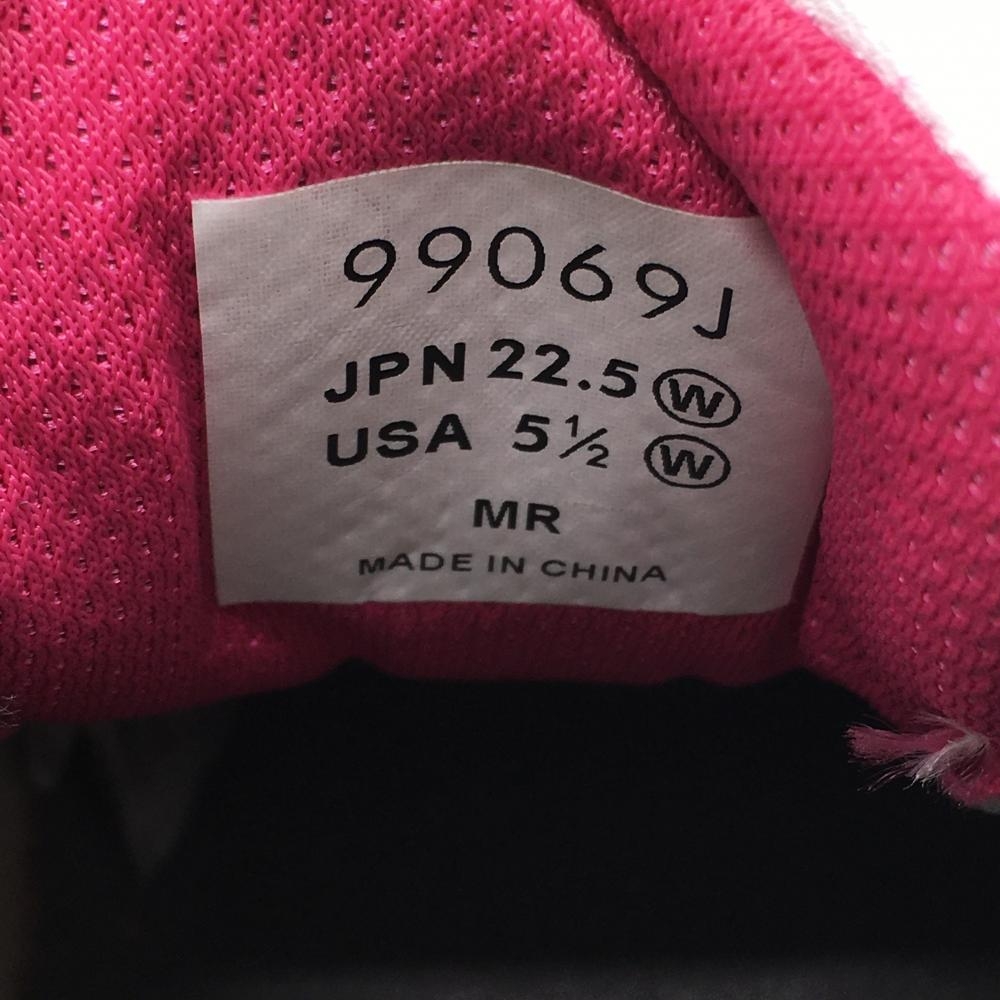 99069J
JPN 22.5 Ⓦ
USA 5½ Ⓦ
MR
MADE IN CHINA